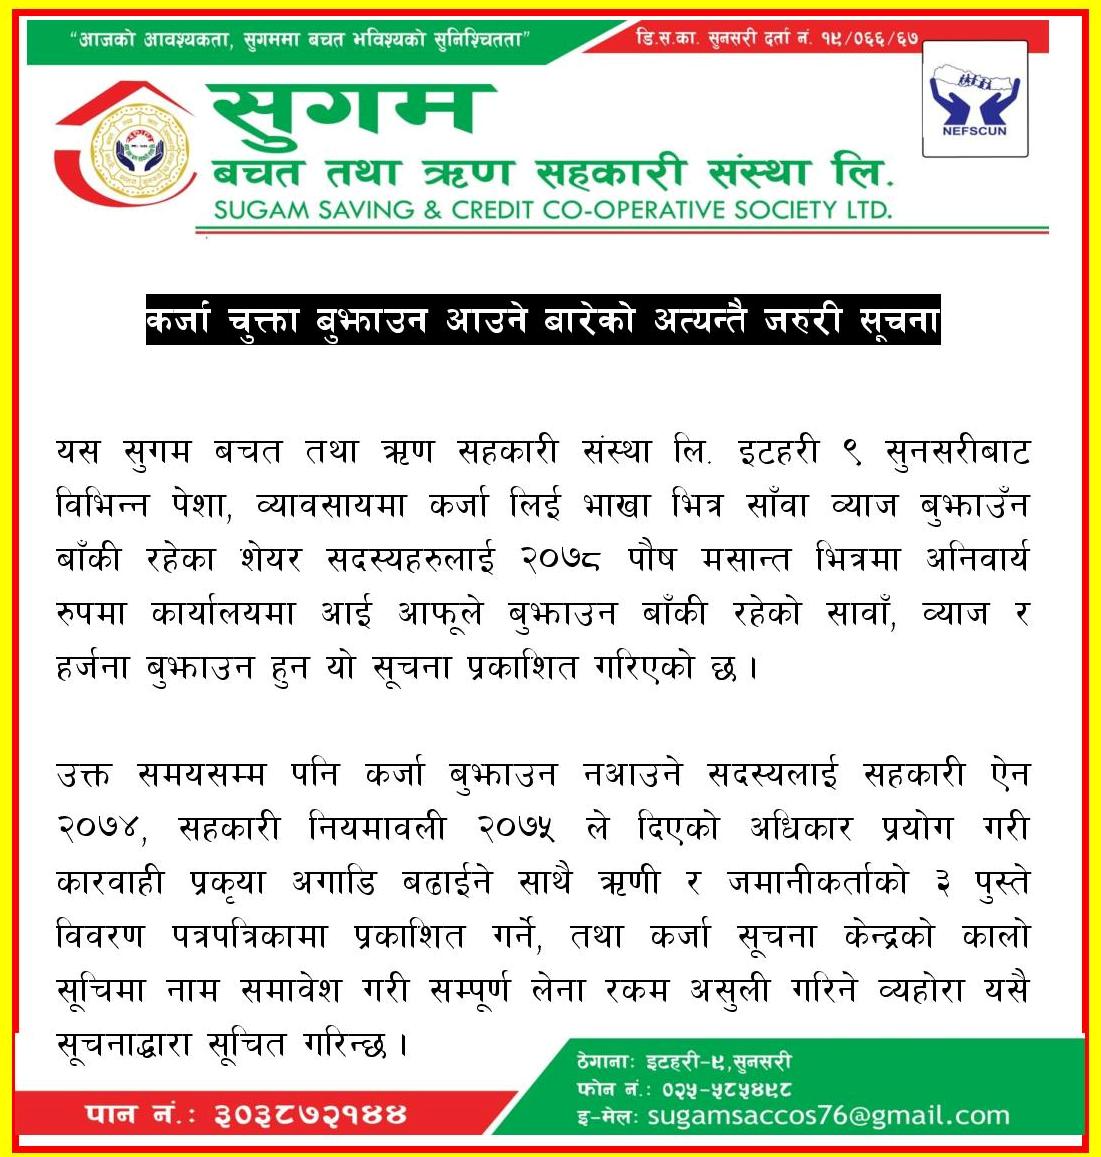 “आजको आवश्यकता, सुगममा बचत भविष्यको सुनिश्चितता”
डि.स.का. सुनसरी दर्ता नं. १९/०६६/६७
NEFSCUN
सुगम
बचत तथा ऋण सहकारी संस्था लि.
SUGAM SAVING & CREDIT CO-OPERATIVE SOCIETY LTD.
कर्जा चुक्ता बुझाउन आउने बारेको अत्यन्तै जरुरी सूचना
यस सुगम बचत तथा ऋण सहकारी संस्था लि. इटहरी ९ सुनसरीबाट
विभिन्न पेशा, व्यावसायमा कर्जा लिई भाखा भित्र साँवा व्याज बुझाउँन
बाँकी रहेका शेयर सदस्यहरुलाई २०७८ पौष मसान्त भित्रमा अनिवार्य
रुपमा कार्यालयमा आई आफूले बुझाउन बाँकी रहेको सावाँ, व्याज र
हर्जना बुझाउन हुन यो सूचना प्रकाशित गरिएको छ ।
उक्त समयसम्म पनि कर्जा बुझाउन नआउने सदस्यलाई सहकारी ऐन
२०७४, सहकारी नियमावली २०७५ ले दिएको अधिकार प्रयोग गरी
कारवाही प्रकृया अगाडि बढाईने साथै ऋणी र जमानीकर्ताको ३ पुस्ते
विवरण पत्रपत्रिकामा प्रकाशित गर्ने, तथा कर्जा सूचना केन्द्रको कालो
सूचिमा नाम समावेश गरी सम्पूर्ण लेना रकम असुली गरिने व्यहोरा यसै
सूचनाद्धारा सूचित गरिन्छ ।
पान नं.: ३०३८७२१४४
ठेगाना: इटहरी-९,सुनसरी
फोन नं.: ०२५-५८५४९८
इ-मेल: sugamsaccos76@gmail.com